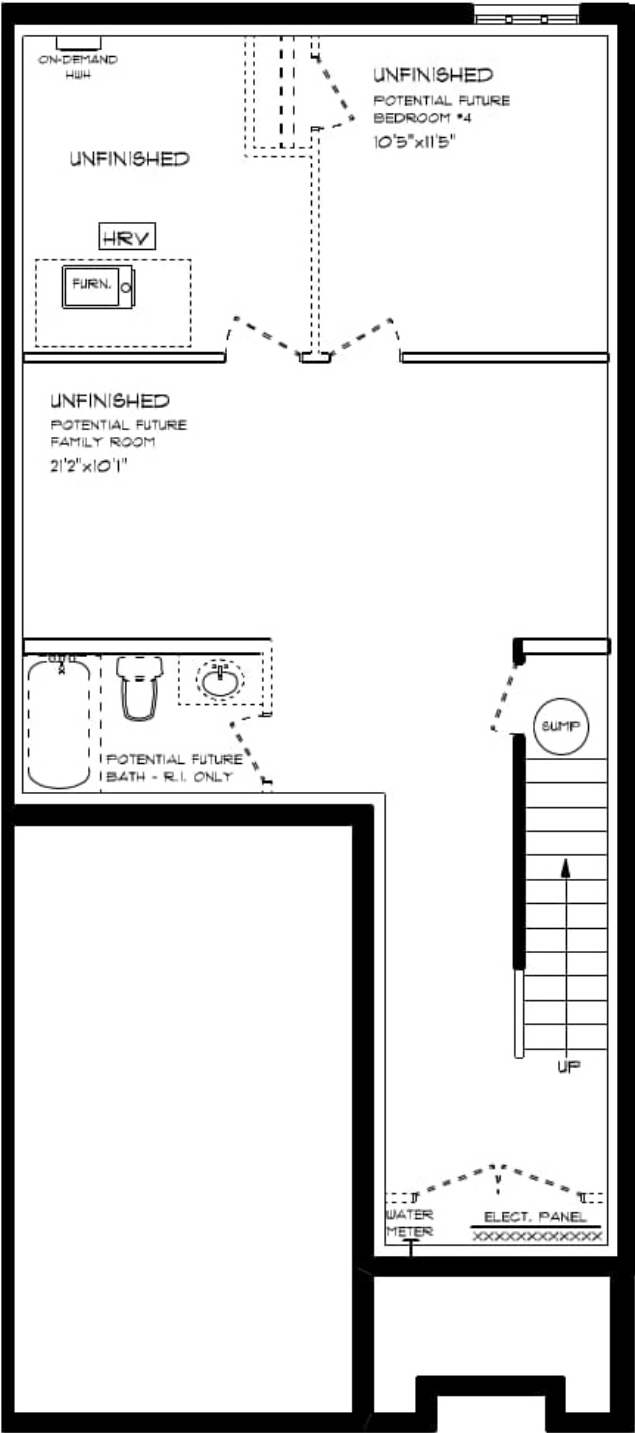 ON-DEMAND
HWH
UNFINISHED
POTENTIAL FUTURE
BEDROOM #4
10'5"x11'5"
UNFINISHED
HRV
FURN.
UNFINISHED
POTENTIAL FUTURE
FAMILY ROOM
21'2"x10'1"
SUMP
POTENTIAL FUTURE
BATH - R.I. ONLY
UP
WATER
METER
ELECT. PANEL
XXXXXXXXXXXX